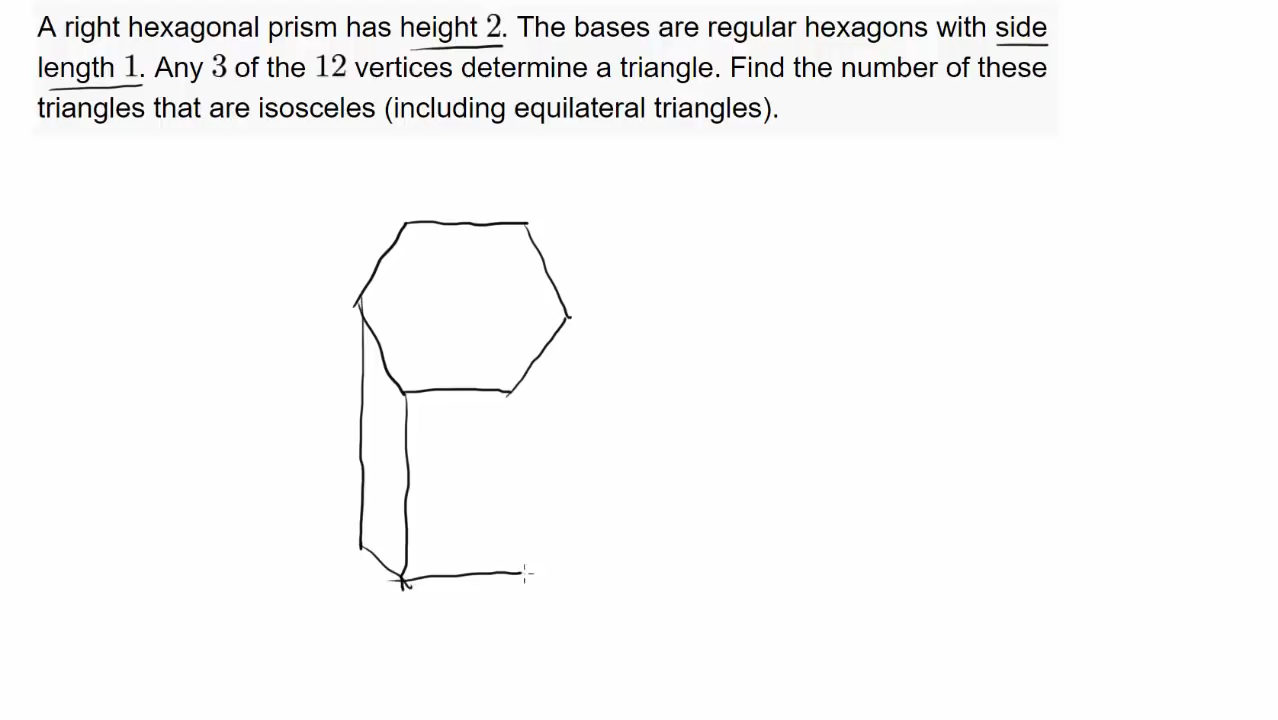 A right hexagonal prism has height 2. The bases are regular hexagons with side
length 1. Any 3 of the 12 vertices determine a triangle. Find the number of these
triangles that are isosceles (including equilateral triangles).